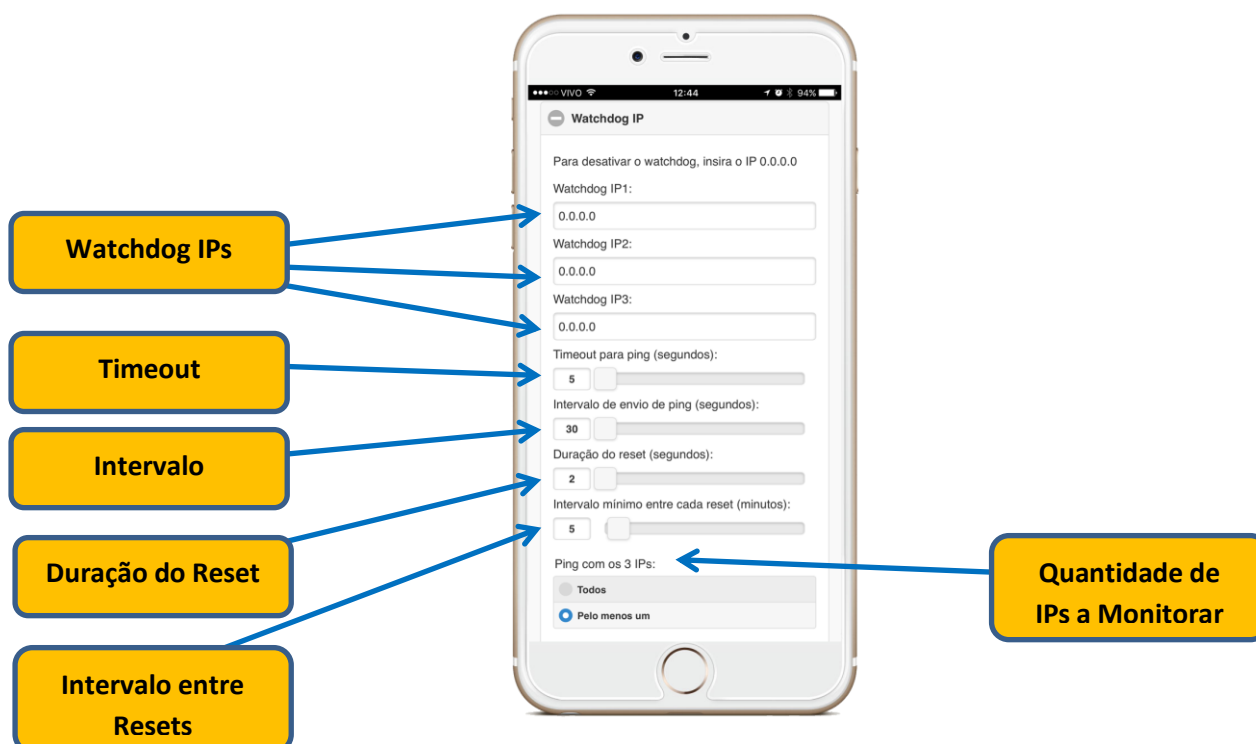 VIVO 12:44 94%
Watchdog IP
Para desativar o watchdog, insira o IP 0.0.0.0
Watchdog IP1:
0.0.0.0
Watchdog IP2:
0.0.0.0
Watchdog IP3:
0.0.0.0
Timeout para ping (segundos):
5
Intervalo de envio de ping (segundos):
30
Duração do reset (segundos):
2
Intervalo mínimo entre cada reset (minutos):
5
Ping com os 3 IPs:
Todos
Pelo menos um
Watchdog IPs
Timeout
Intervalo
Duração do Reset
Intervalo entre
Resets
Quantidade de
IPs a Monitorar